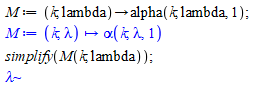 M := (k, lambda)→alpha(k, lambda, 1);
M := (k, λ) ↦ α(k, λ, 1)
simplify(M(k, lambda));
λ~